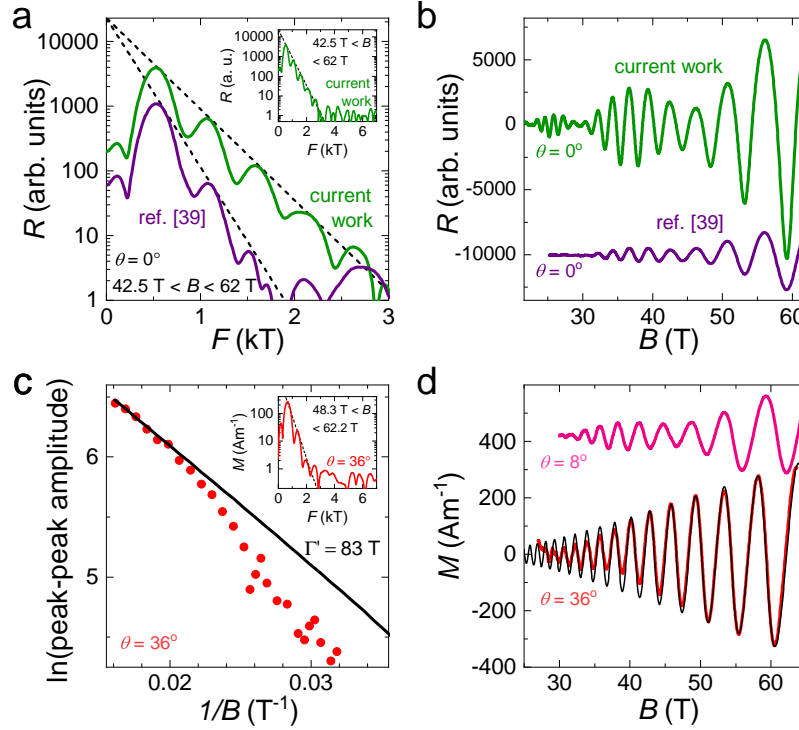 a
R (arb. units)
10000
1000
100
10
1
0
1
2
3
F (kT)
ref. [39]
current
work
θ = 0°
42.5 T < B < 62 T
R (a. u.)
10000
1000
100
10
1
0
2
4
6
F (kT)
42.5 T < B
< 62 T
current
work
b
R (arb. units)
5000
0
-5000
-10000
30
40
50
60
B (T)
current work
θ = 0°
ref. [39]
θ = 0°
c
ln(peak-peak amplitude)
6
5
0.02
0.03
1/B (T⁻¹)
Γ' = 83 T
θ = 36°
M (Am⁻¹)
100
10
1
0
2
4
6
F (kT)
48.3 T < B
< 62.2 T
θ = 36°
d
M (Am⁻¹)
400
200
0
-200
-400
30
40
50
60
B (T)
θ = 8°
θ = 36°